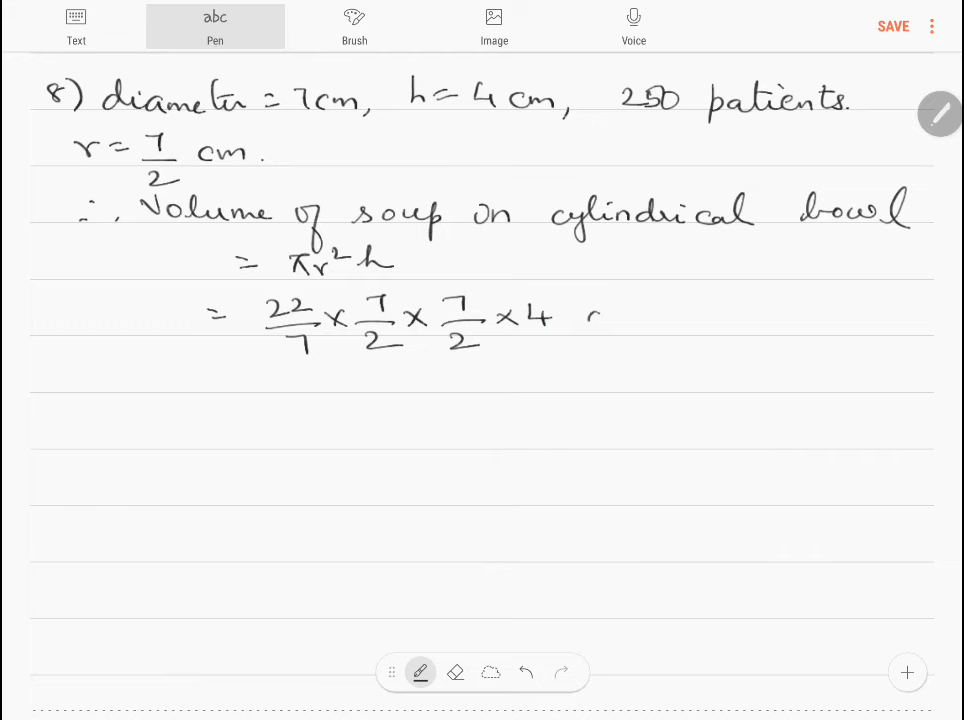 abc
Text Pen Brush Image Voice SAVE
8) diameter = 7cm, h = 4 cm, 250 patients.
r = 7/2 cm.
∴ Volume of soup on cylindrical bowl
= πr²h
= 22/7 × 7/2 × 7/2 × 4 c